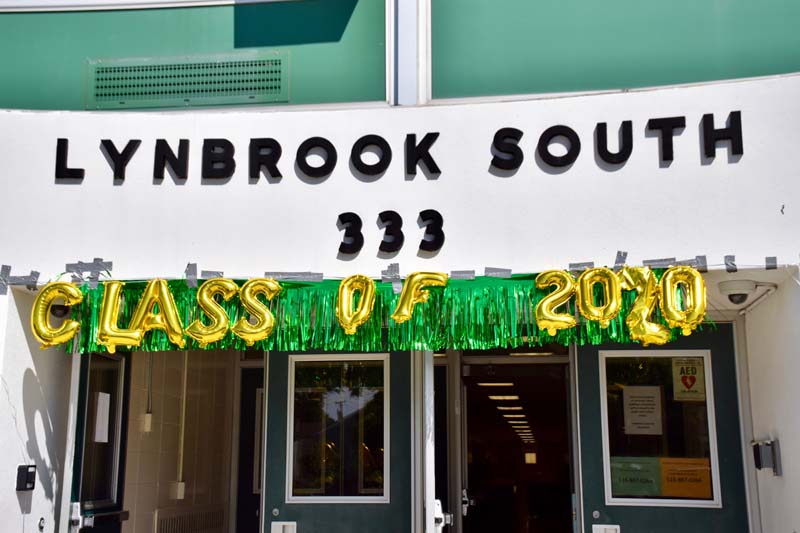 LYNBROOK SOUTH
333
CLASS OF 2020
AED